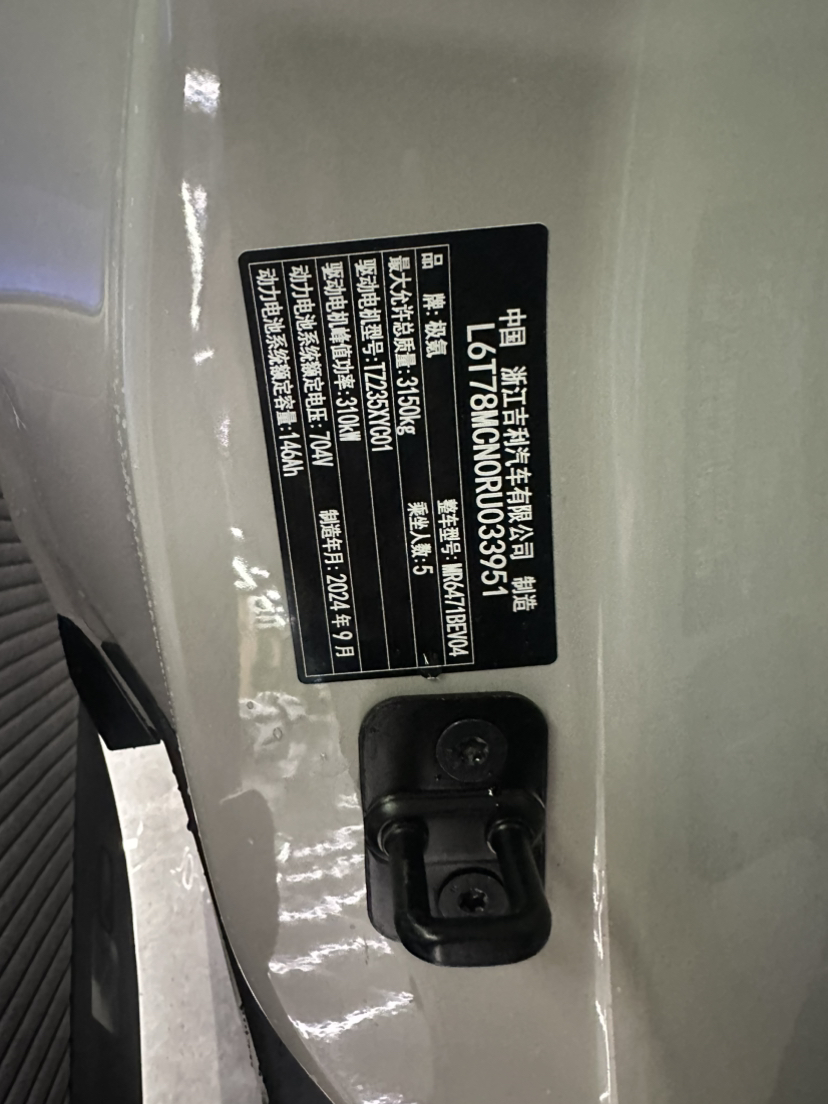 中国 浙江吉利汽车有限公司 制造
L6T78MCN0RU033951
品 牌:极氪 整车型号:MR6471BEV04
最大允许总质量:3150kg 乘坐人数:5
驱动电机型号:TZ235XYC01
驱动电机峰值功率:310kW
动力电池系统额定电压:704V 制造年月:2024年9月
动力电池系统额定容量:146Ah